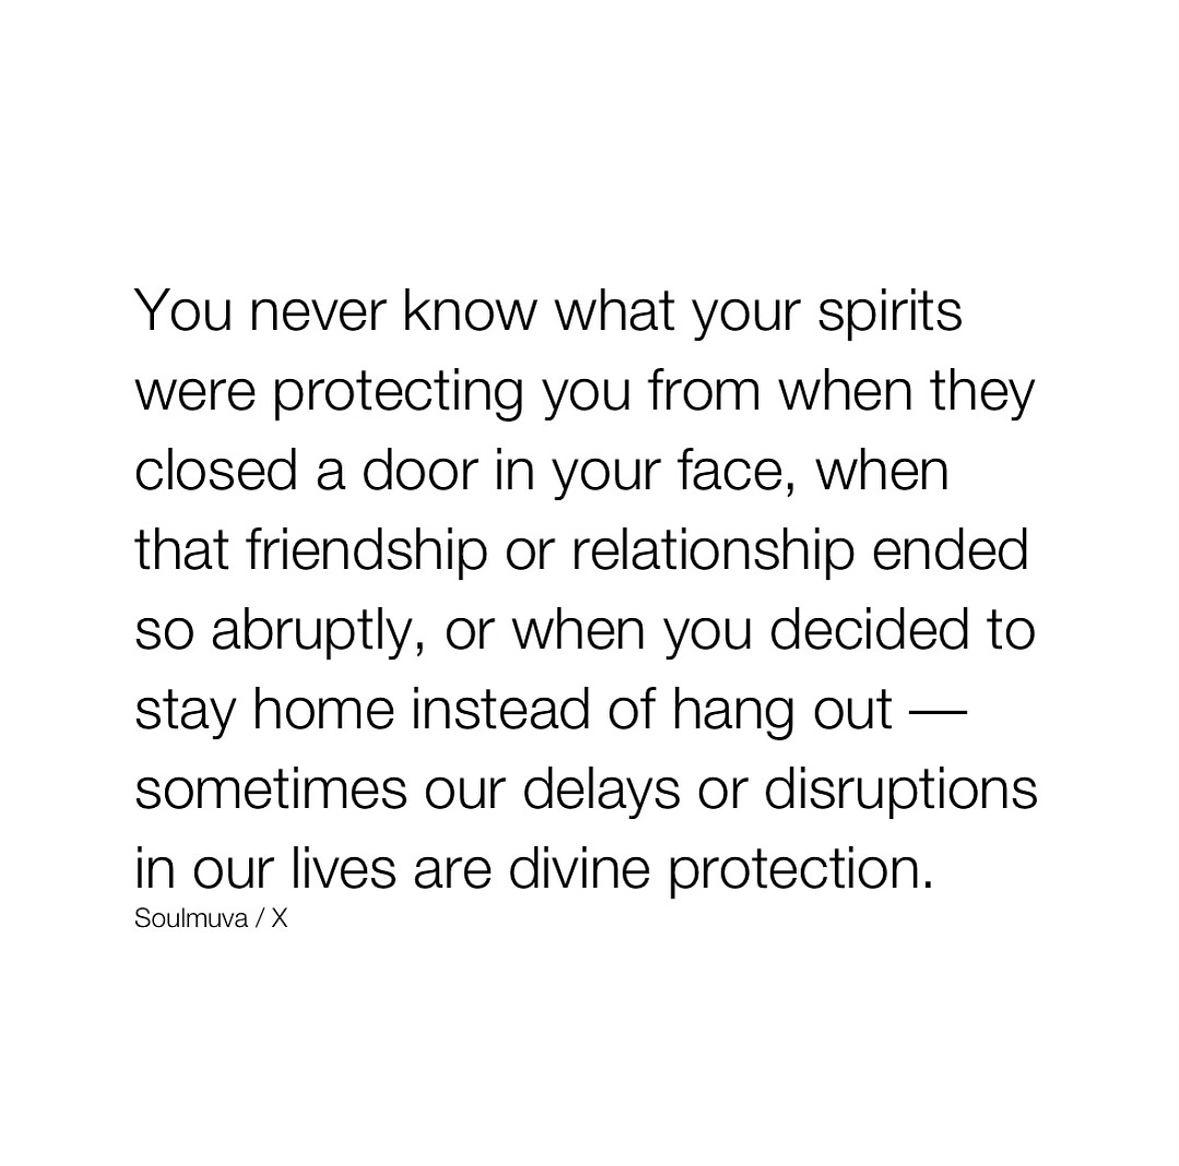 You never know what your spirits
were protecting you from when they
closed a door in your face, when
that friendship or relationship ended
so abruptly, or when you decided to
stay home instead of hang out —
sometimes our delays or disruptions
in our lives are divine protection.
Soulmuva / X